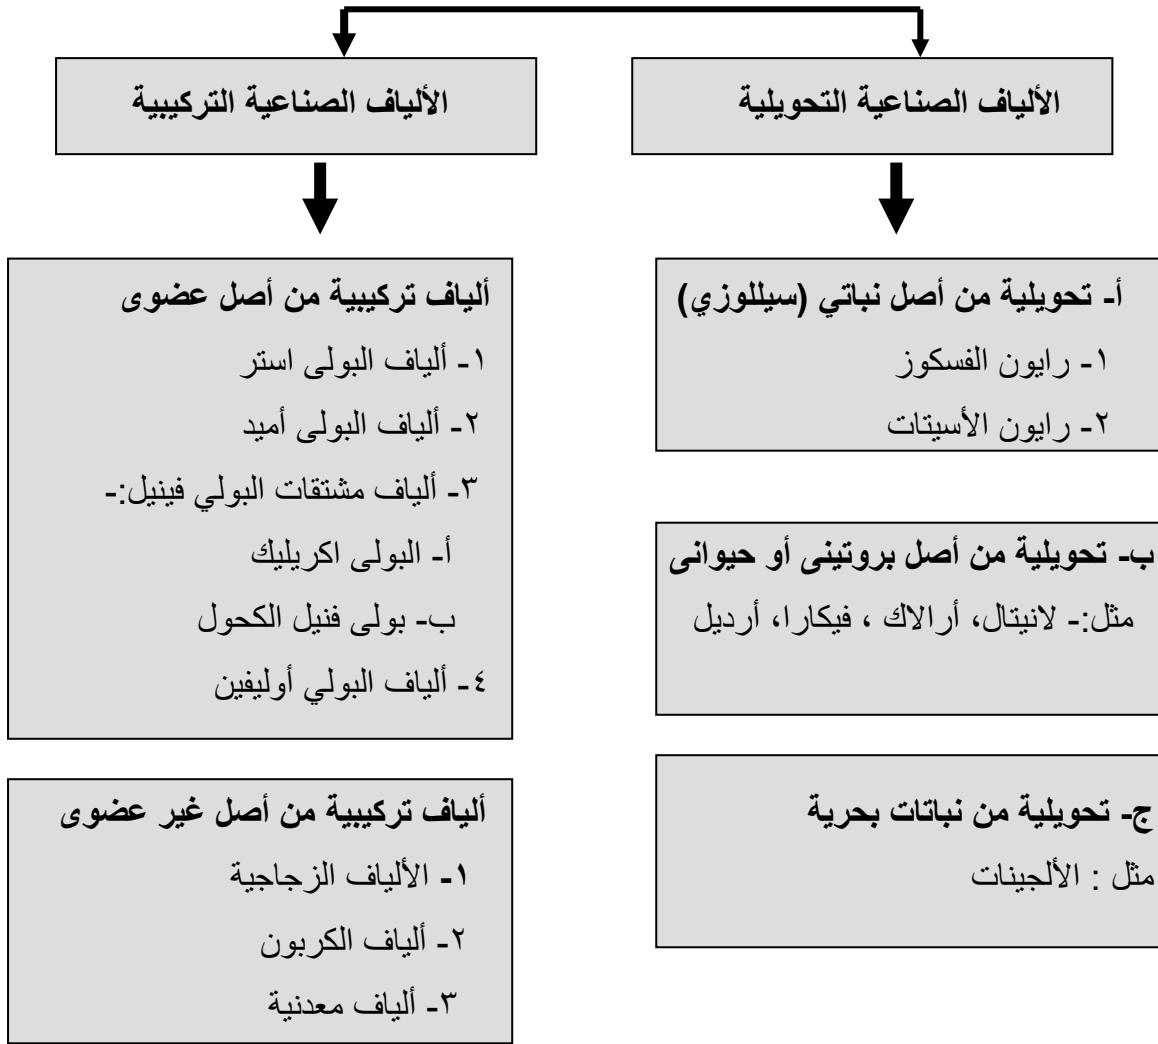 الألياف الصناعية التحويلية
الألياف الصناعية التركيبية
أ- تحويلية من أصل نباتي (سيللوزي)
١- رايون الفسكوز
٢- رايون الأسيتات
ب- تحويلية من أصل بروتينى أو حيوانى
مثل:- لانيتال، أرالاك ، فيكارا، أرديل
ج- تحويلية من نباتات بحرية
مثل : الألجينات
ألياف تركيبية من أصل عضوى
١- ألياف البولى استر
٢- ألياف البولى أميد
٣- ألياف مشتقات البولي فينيل:-
أ- البولى اكريليك
ب- بولى فنيل الكحول
٤- ألياف البولي أوليفين
ألياف تركيبية من أصل غير عضوى
١- الألياف الزجاجية
٢- ألياف الكربون
٣- ألياف معدنية